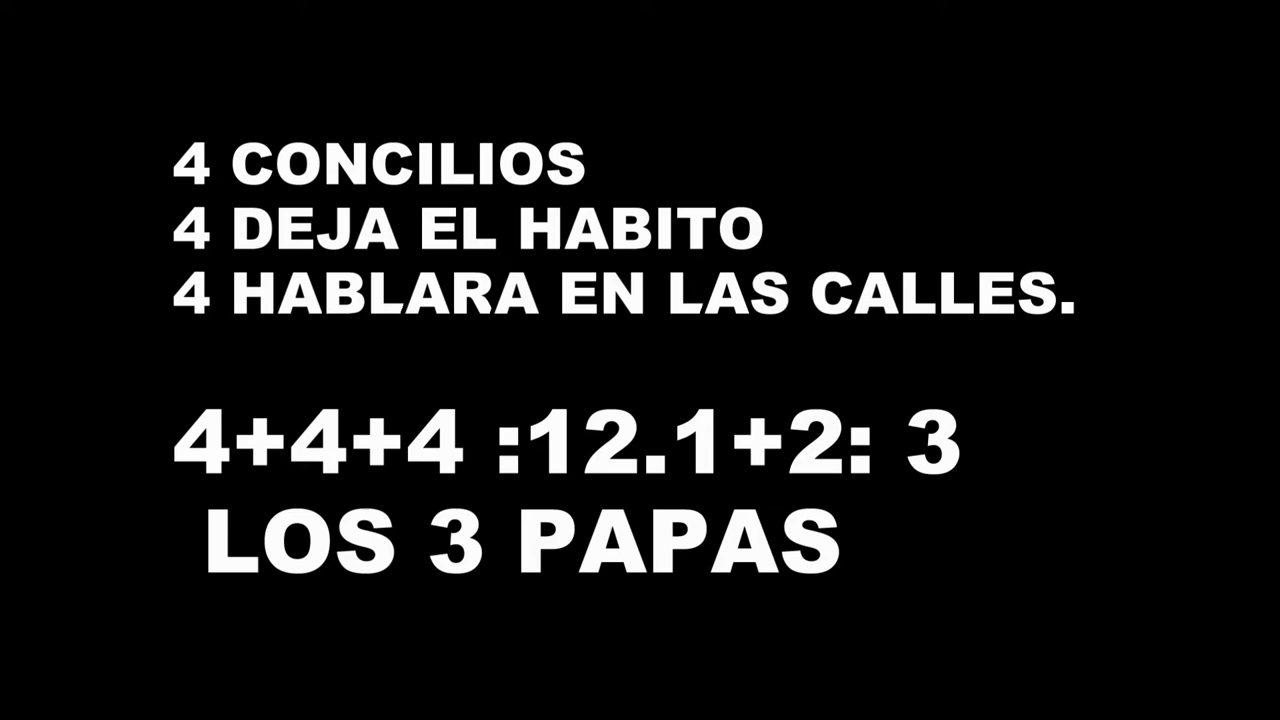 4 CONCILIOS
4 DEJA EL HABITO
4 HABLARA EN LAS CALLES.
4+4+4 :12.1+2: 3
LOS 3 PAPAS